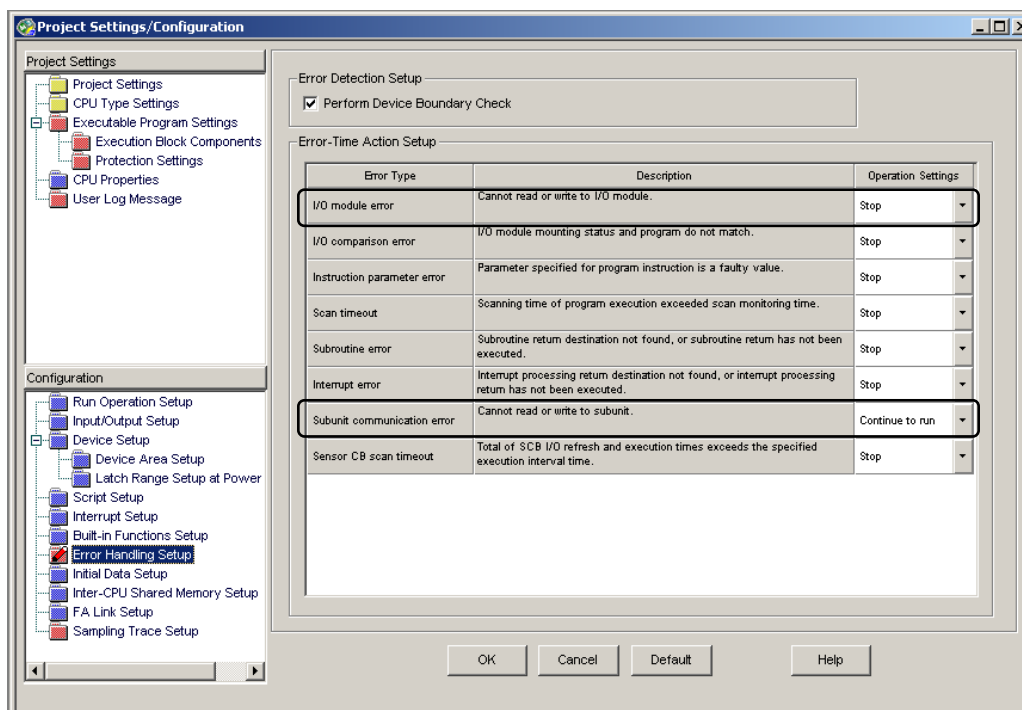 Project Settings/Configuration
Project Settings
Project Settings
CPU Type Settings
Executable Program Settings
Execution Block Components
Protection Settings
CPU Properties
User Log Message
Configuration
Run Operation Setup
Input/Output Setup
Device Setup
Device Area Setup
Latch Range Setup at Power
Script Setup
Interrupt Setup
Built-in Functions Setup
Error Handling Setup
Initial Data Setup
Inter-CPU Shared Memory Setup
FA Link Setup
Sampling Trace Setup
Error Detection Setup
Perform Device Boundary Check
Error-Time Action Setup
Error Type Description Operation Settings
I/O module error Cannot read or write to I/O module. Stop
I/O comparison error I/O module mounting status and program do not match. Stop
Instruction parameter error Parameter specified for program instruction is a faulty value. Stop
Scan timeout Scanning time of program execution exceeded scan monitoring time. Stop
Subroutine error Subroutine return destination not found, or subroutine return has not been
executed. Stop
Interrupt error Interrupt processing return destination not found, or interrupt processing
return has not been executed. Stop
Subunit communication error Cannot read or write to subunit. Continue to run
Sensor CB scan timeout Total of SCB I/O refresh and execution times exceeds the specified
execution interval time. Stop
OK Cancel Default Help